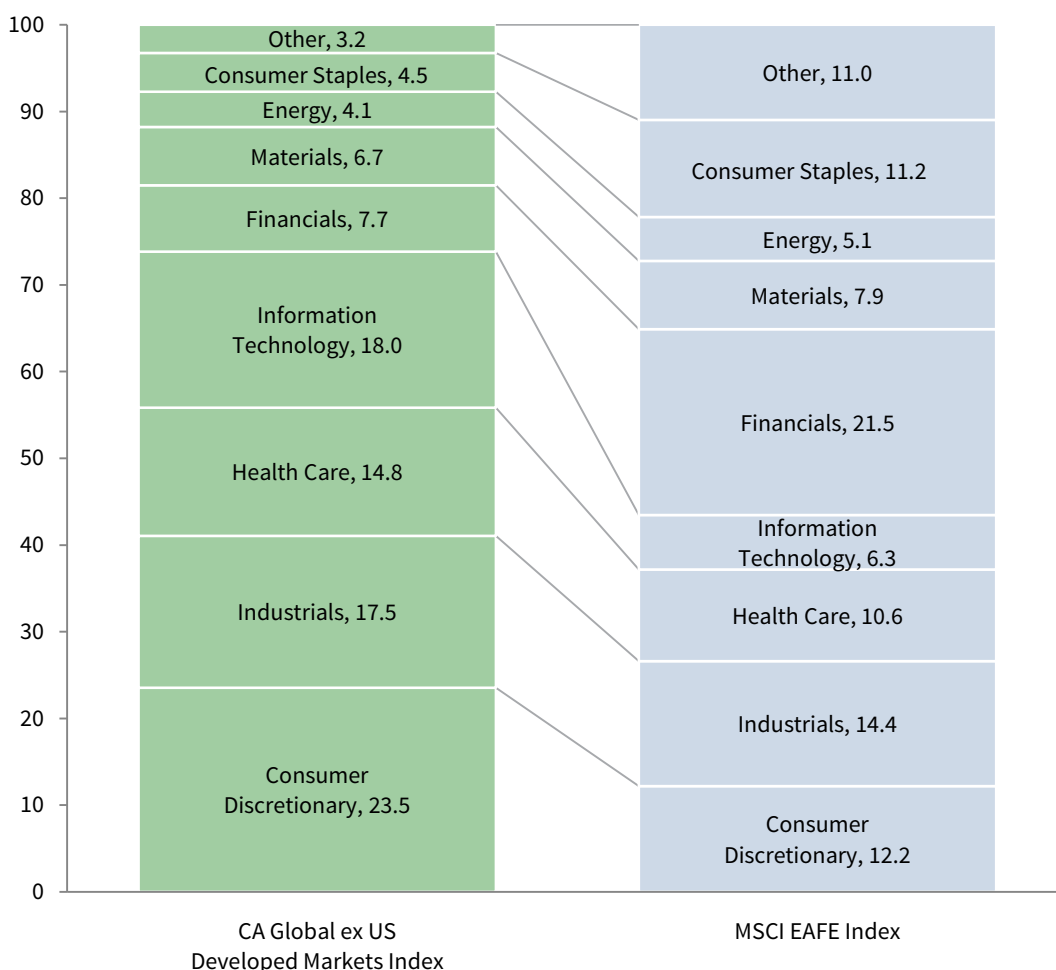 100
90
80
70
60
50
40
30
20
10
0
Other, 3.2
Consumer Staples, 4.5
Energy, 4.1
Materials, 6.7
Financials, 7.7
Information
Technology, 18.0
Health Care, 14.8
Industrials, 17.5
Consumer
Discretionary, 23.5
Other, 11.0
Consumer Staples, 11.2
Energy, 5.1
Materials, 7.9
Financials, 21.5
Information
Technology, 6.3
Health Care, 10.6
Industrials, 14.4
Consumer
Discretionary, 12.2
CA Global ex US
Developed Markets Index
MSCI EAFE Index